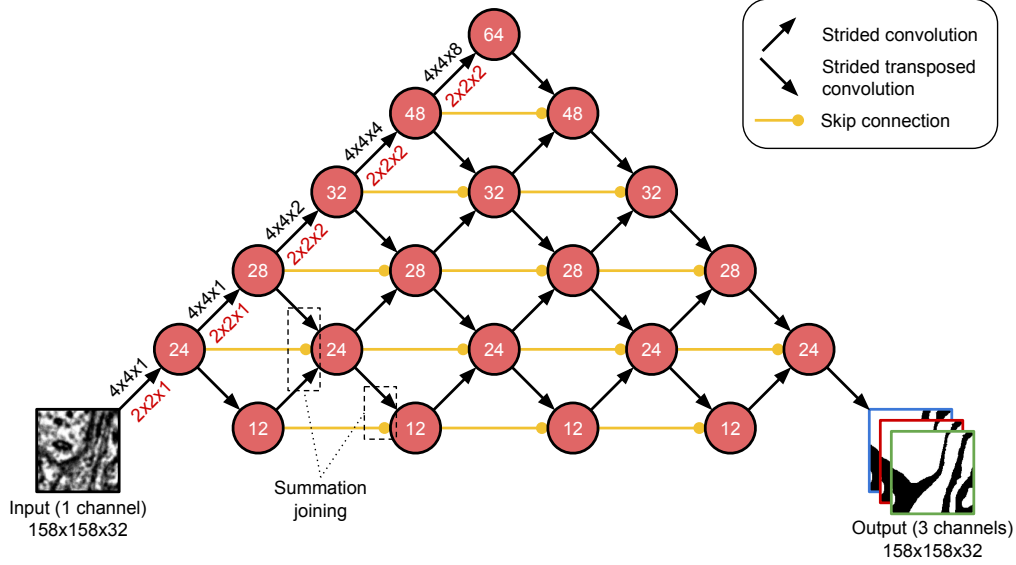 64
4x4x8
2x2x2
Strided convolution
Strided transposed
convolution
Skip connection
48
48
4x4x4
2x2x2
32
32
32
4x4x2
2x2x2
28
28
28
28
4x4x1
2x2x1
24
24
24
24
24
4x4x1
2x2x1
12
12
12
12
Summation
joining
Input (1 channel)
158x158x32
Output (3 channels)
158x158x32